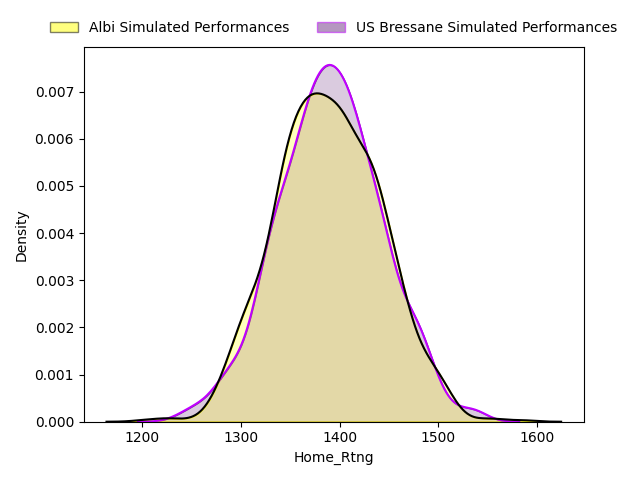 Albi Simulated Performances US Bressane Simulated Performances
0.007
0.006
0.005
0.004
0.003
0.002
0.001
0.000
Density
1200 1300 1400 1500 1600
Home_Rtng